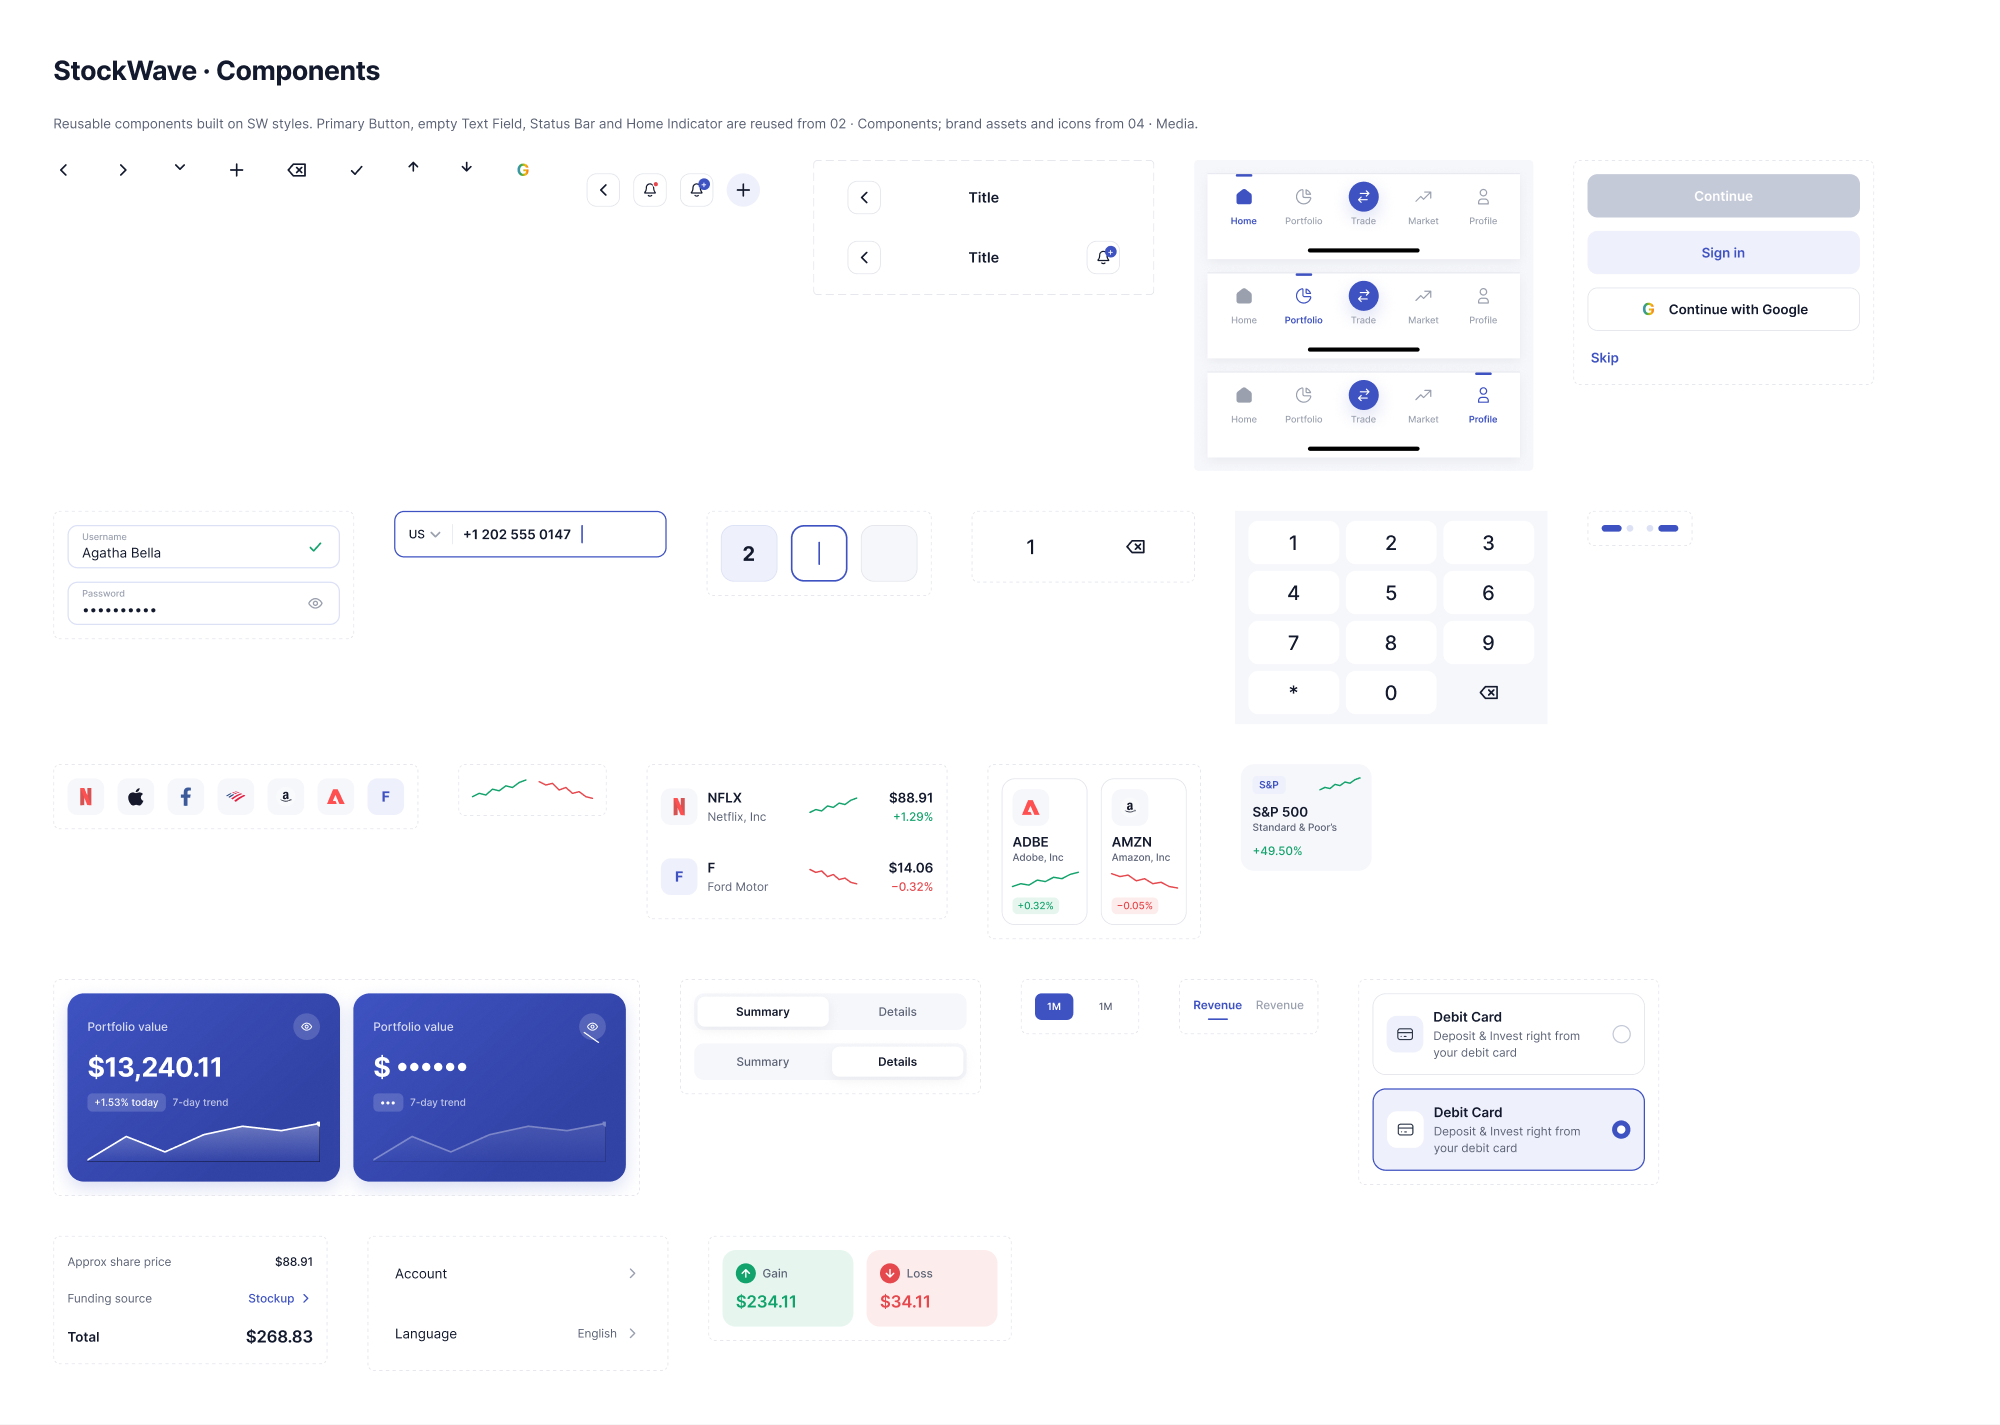 StockWave · Components
Reusable components built on SW styles. Primary Button, empty Text Field, Status Bar and Home Indicator are reused from 02 · Components; brand assets and icons from 04 · Media.
G
Title
Title
Home Portfolio Trade Market Profile
Home Portfolio Trade Market Profile
Home Portfolio Trade Market Profile
Continue
Sign in
G Continue with Google
Skip
Username
Agatha Bella
Password
••••••••••
US +1 202 555 0147
2
1
1 2 3
4 5 6
7 8 9
* 0
N f a F
N NFLX $88.91
Netflix, Inc +1.29%
F F $14.06
Ford Motor −0.32%
ADBE
Adobe, Inc
+0.32%
a
AMZN
Amazon, Inc
−0.05%
S&P
S&P 500
Standard & Poor's
+49.50%
Portfolio value
$13,240.11
+1.53% today 7-day trend
Portfolio value
$ ••••••
••• 7-day trend
Summary Details
Summary Details
1M 1M
Revenue Revenue
Debit Card
Deposit & Invest right from
your debit card
Debit Card
Deposit & Invest right from
your debit card
Approx share price $88.91
Funding source Stockup
Total $268.83
Account
Language English
Gain
$234.11
Loss
$34.11